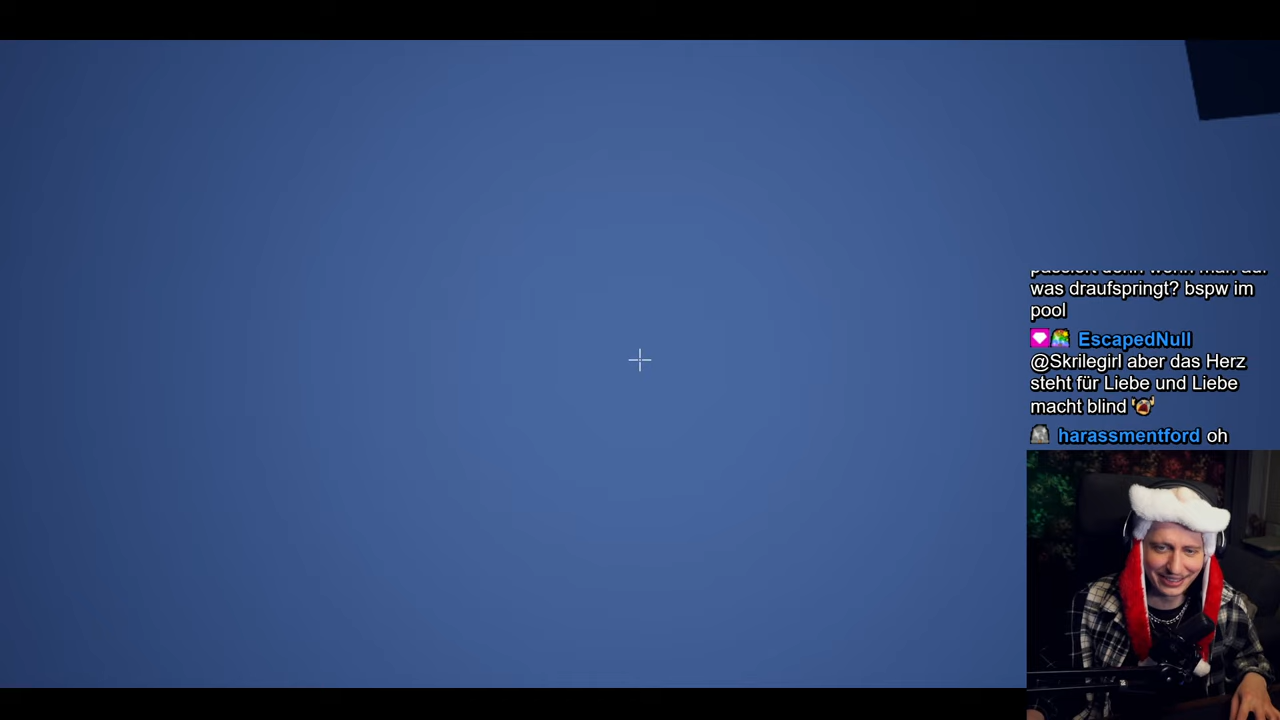 was draufspringt? bspw im
pool
EscapedNull
@Skrilegirl aber das Herz
steht für Liebe und Liebe
macht blind
harassmentford oh